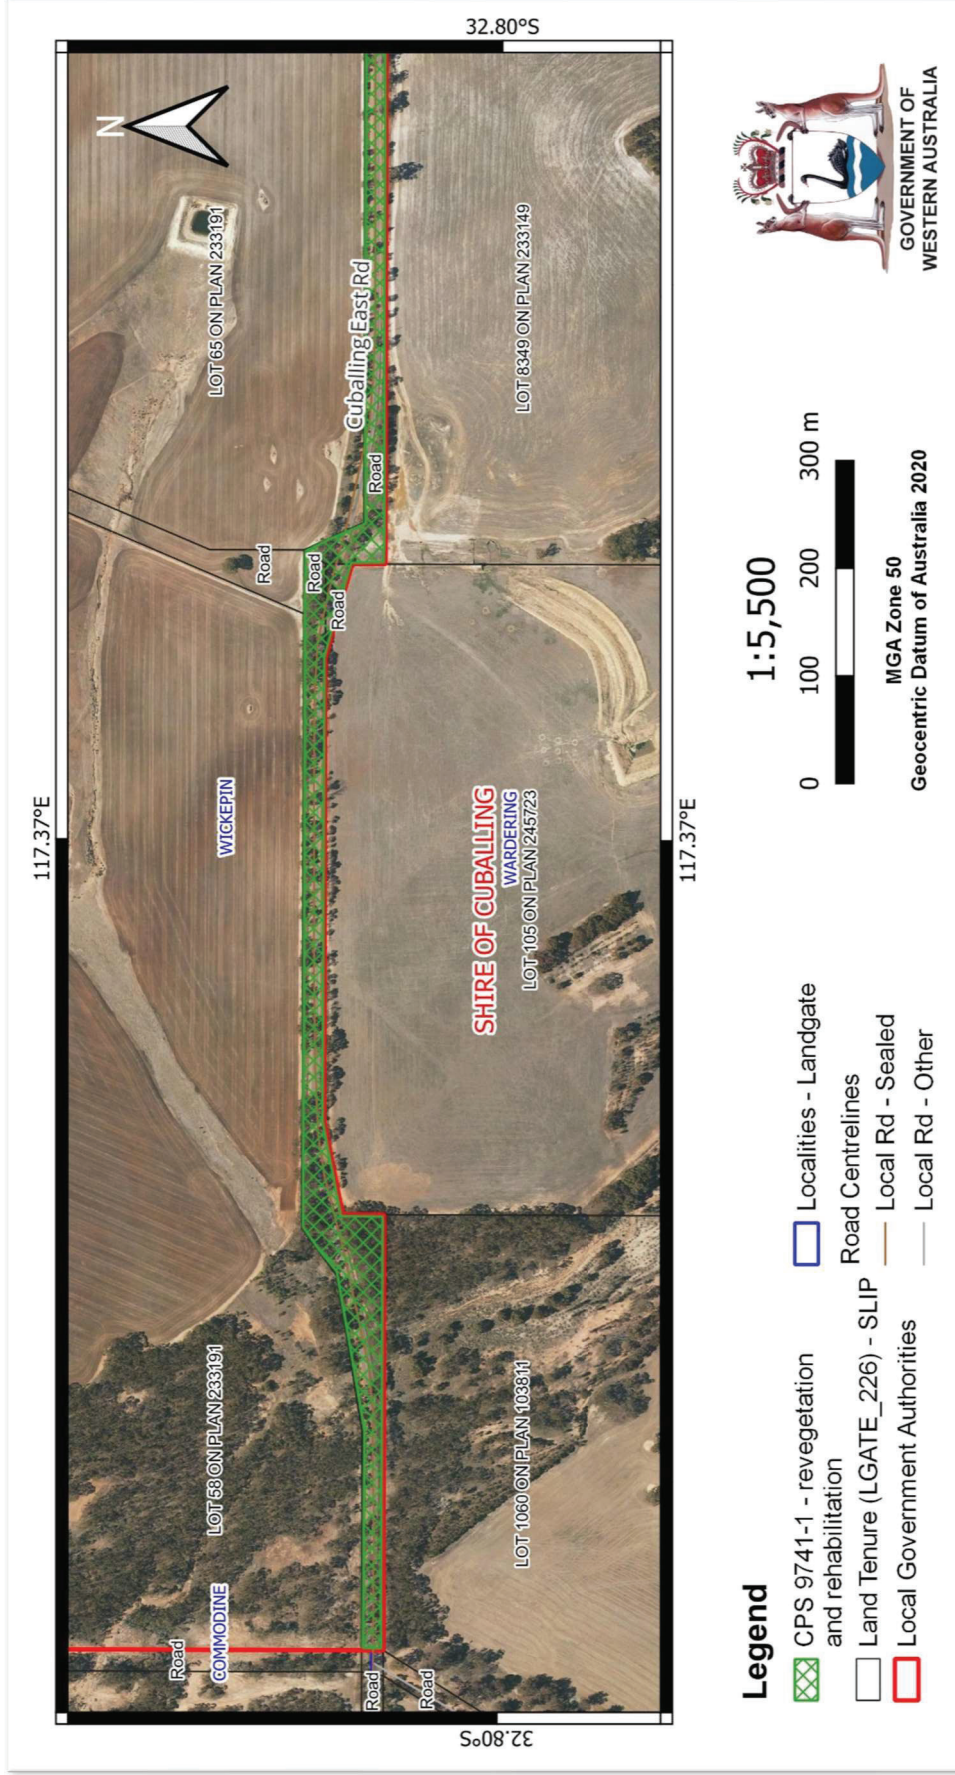 32.80°S
117.37°E
N
LOT 58 ON PLAN 233191
COMMODINE
Road
WICKEPIN
LOT 65 ON PLAN 233191
Road
Cuballing East Rd
Road
Road
Road
Road
Road
SHIRE OF CUBALLING
WARDERING
LOT 105 ON PLAN 245723
LOT 1060 ON PLAN 103811
LOT 8349 ON PLAN 233149
117.37°E
32.80°S
Legend
CPS 9741-1 - revegetation
and rehabilitation
Land Tenure (LGATE_226) - SLIP
Local Government Authorities
Localities - Landgate
Road Centrelines
Local Rd - Sealed
Local Rd - Other
1:5,500
0 100 200 300 m
MGA Zone 50
Geocentric Datum of Australia 2020
GOVERNMENT OF
WESTERN AUSTRALIA